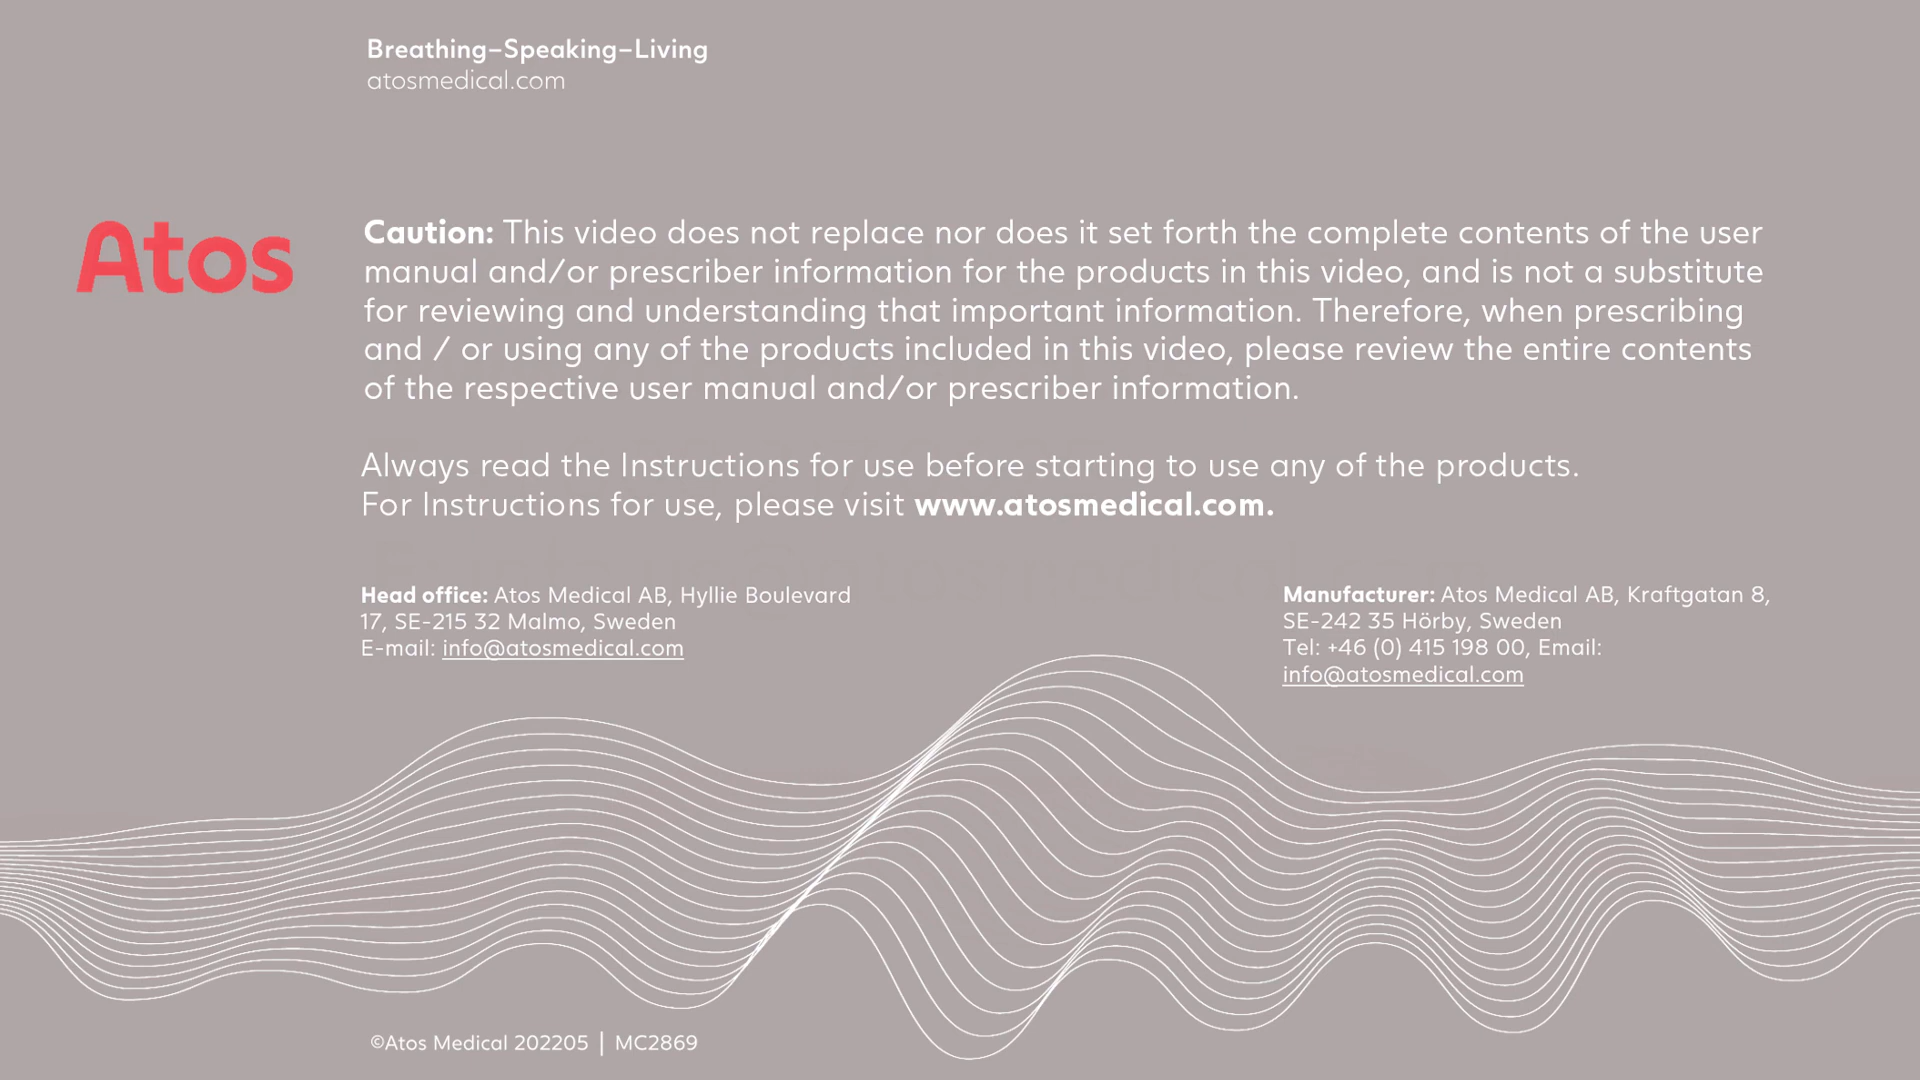 Breathing–Speaking–Living
atosmedical.com
Atos
Caution: This video does not replace nor does it set forth the complete contents of the user
manual and/or prescriber information for the products in this video, and is not a substitute
for reviewing and understanding that important information. Therefore, when prescribing
and / or using any of the products included in this video, please review the entire contents
of the respective user manual and/or prescriber information.
Always read the Instructions for use before starting to use any of the products.
For Instructions for use, please visit www.atosmedical.com.
Head office: Atos Medical AB, Hyllie Boulevard
17, SE-215 32 Malmo, Sweden
E-mail: info@atosmedical.com
Manufacturer: Atos Medical AB, Kraftgatan 8,
SE-242 35 Hörby, Sweden
Tel: +46 (0) 415 198 00, Email:
info@atosmedical.com
©Atos Medical 202205 | MC2869